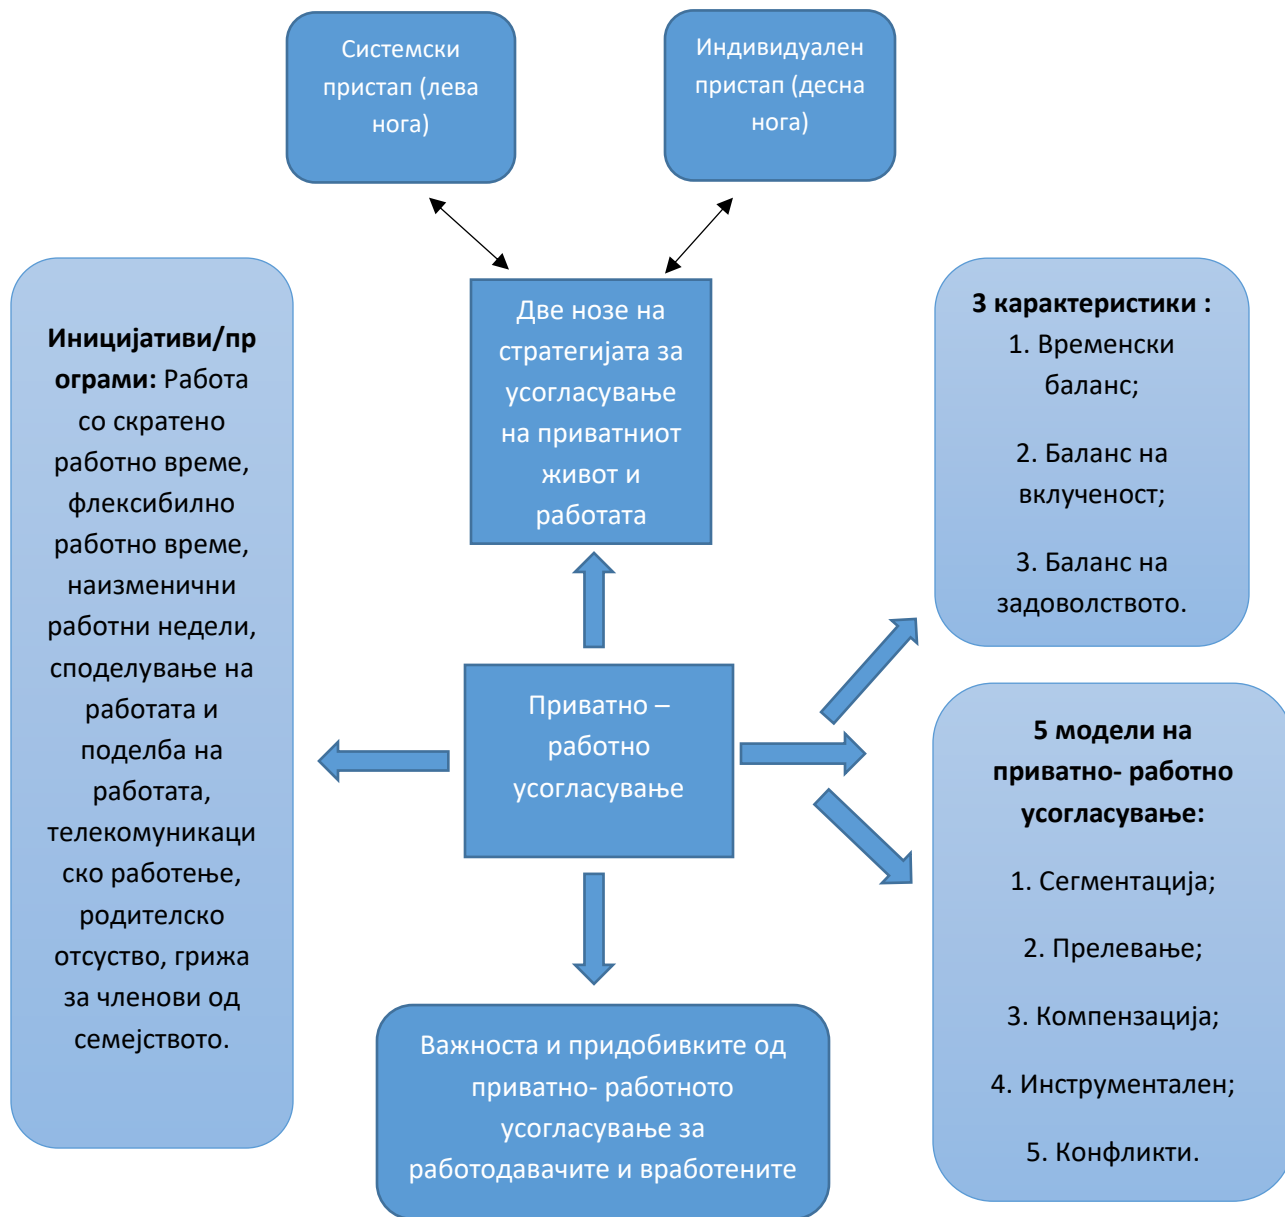 Системски
пристап (лева
нога)
Индивидуален
пристап (десна
нога)
Две нозе на
стратегијата за
усогласување
на приватниот
живот и
работата
Иницијативи/пр
ограми: Работа
со скратено
работно време,
флексибилно
работно време,
наизменични
работни недели,
споделување на
работата и
поделба на
работата,
телекомуникаци
ско работење,
родителско
отсуство, грижа
за членови од
семејството.
Приватно –
работно
усогласување
3 карактеристики :
1. Временски
баланс;
2. Баланс на
вклученост;
3. Баланс на
задоволството.
5 модели на
приватно- работно
усогласување:
1. Сегментација;
2. Прелевање;
3. Компензација;
4. Инструментален;
5. Конфликти.
Важноста и придобивките од
приватно- работното
усогласување за
работодавачите и вработените